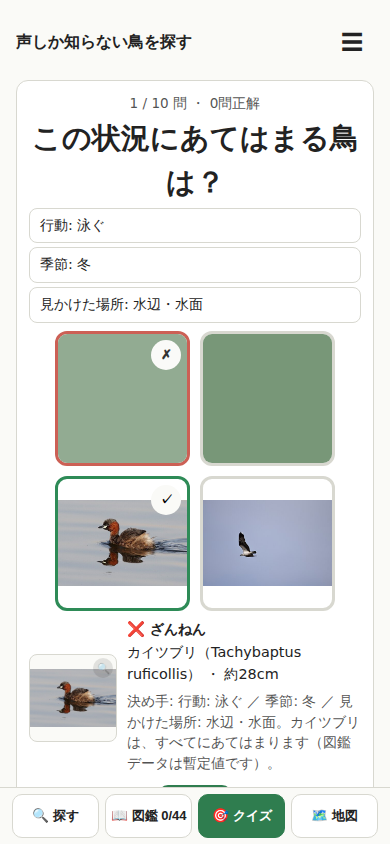 声しか知らない鳥を探す
1 / 10 問 ・ 0問正解
この状況にあてはまる鳥
は？
行動: 泳ぐ
季節: 冬
見かけた場所: 水辺・水面
❌ ざんねん
カイツブリ（Tachybaptus
ruficollis） ・ 約28cm
決め手: 行動: 泳ぐ ／ 季節: 冬 ／ 見
かけた場所: 水辺・水面。カイツブリ
は、すべてにあてはまります（図鑑
データは暫定値です）。
🔍 探す
📖 図鑑 0/44
🎯 クイズ
🗺️ 地図